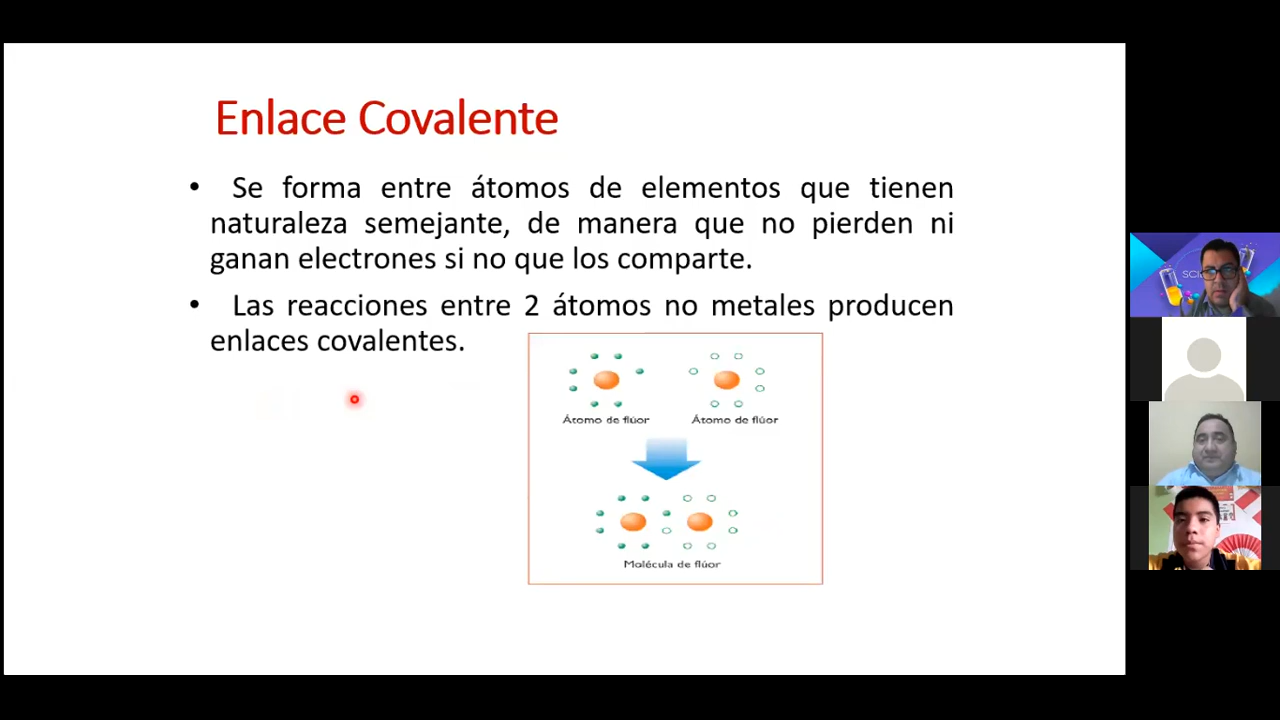 Enlace Covalente
• Se forma entre átomos de elementos que tienen
naturaleza semejante, de manera que no pierden ni
ganan electrones si no que los comparte.
• Las reacciones entre 2 átomos no metales producen
enlaces covalentes.
Átomo de flúor
Átomo de flúor
Molécula de flúor